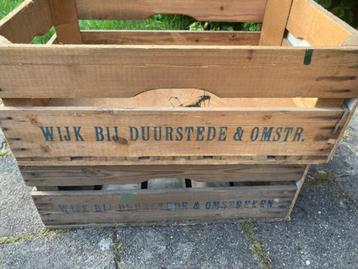 WIJK BIJ DUURSTEDE & OMSTR.
WIJK BIJ DUURSTEDE & OMSTREKEN